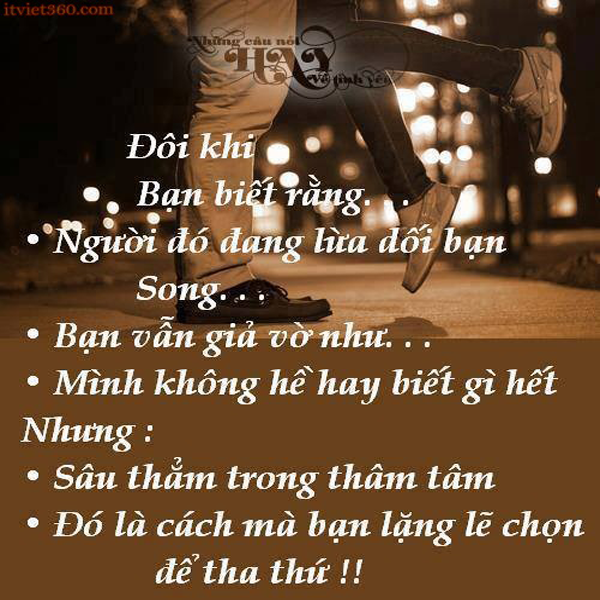 itviet360.com
Những câu nói
HAY
Về tình yêu
Đôi khi
Bạn biết rằng. . .
• Người đó đang lừa dối bạn
Song. . .
• Bạn vẫn giả vờ như. . .
• Mình không hề hay biết gì hết
Nhưng :
• Sâu thẳm trong thâm tâm
• Đó là cách mà bạn lặng lẽ chọn
để tha thứ !!